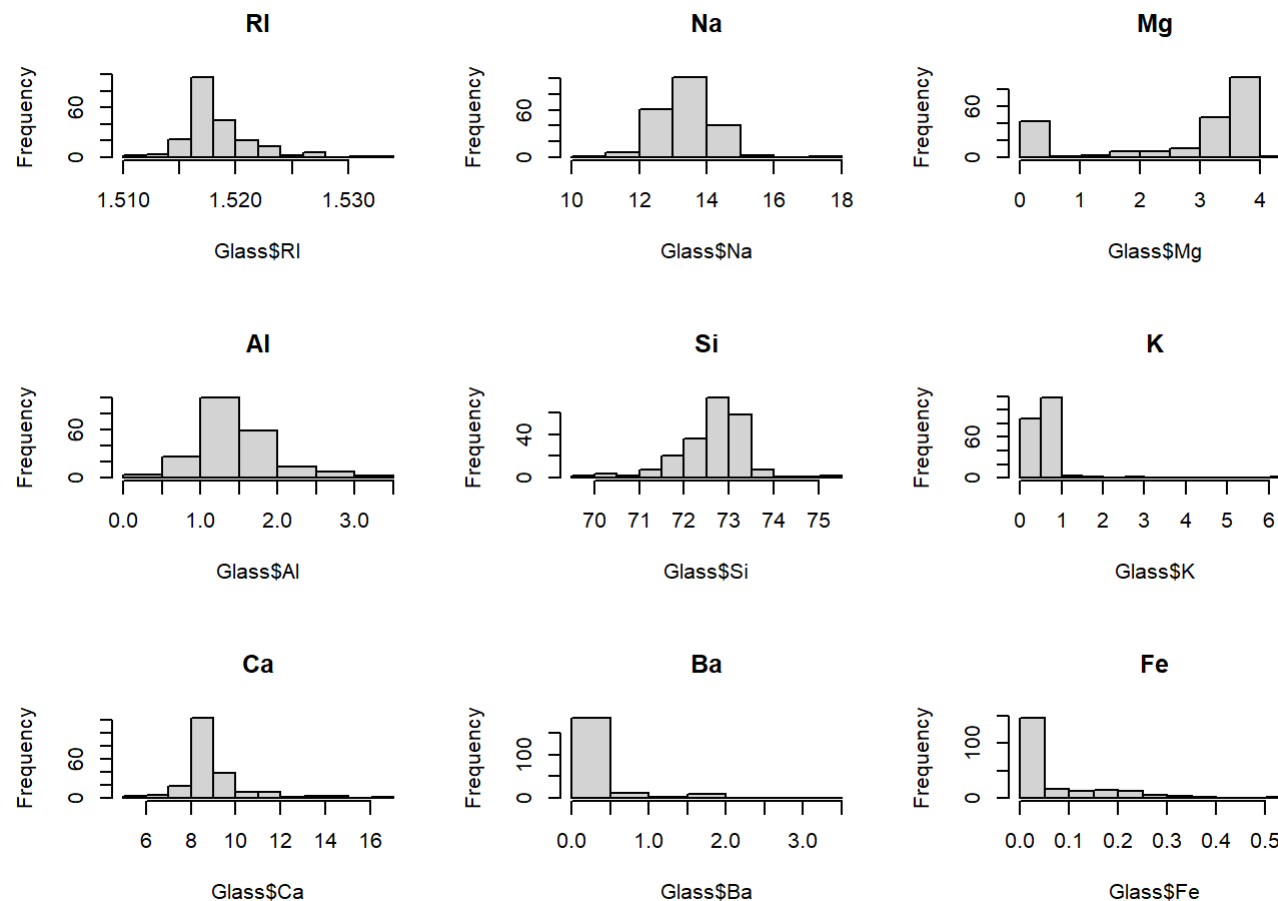 RI
Frequency
0
60
1.510
1.520
1.530
Glass$RI
Na
Frequency
0
60
10
12
14
16
18
Glass$Na
Mg
Frequency
0
60
0
1
2
3
4
Glass$Mg
Al
Frequency
0
60
0.0
1.0
2.0
3.0
Glass$Al
Si
Frequency
0
40
70
71
72
73
74
75
Glass$Si
K
Frequency
0
60
0
1
2
3
4
5
6
Glass$K
Ca
Frequency
0
60
6
8
10
12
14
16
Glass$Ca
Ba
Frequency
0
100
0.0
1.0
2.0
3.0
Glass$Ba
Fe
Frequency
0
100
0.0
0.1
0.2
0.3
0.4
0.5
Glass$Fe